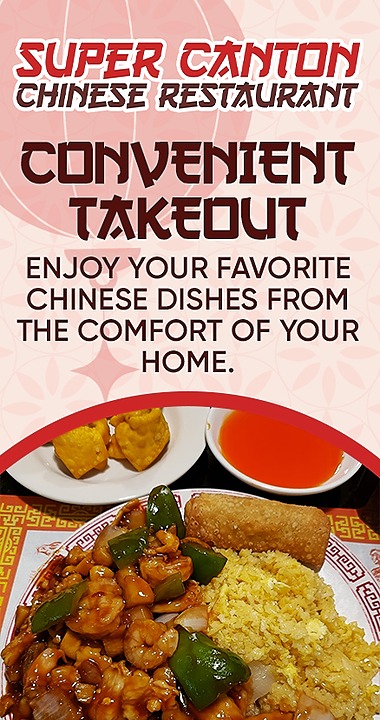 SUPER CANTON
CHINESE RESTAURANT
CONVENIENT
TAKEOUT
ENJOY YOUR FAVORITE
CHINESE DISHES FROM
THE COMFORT OF YOUR
HOME.